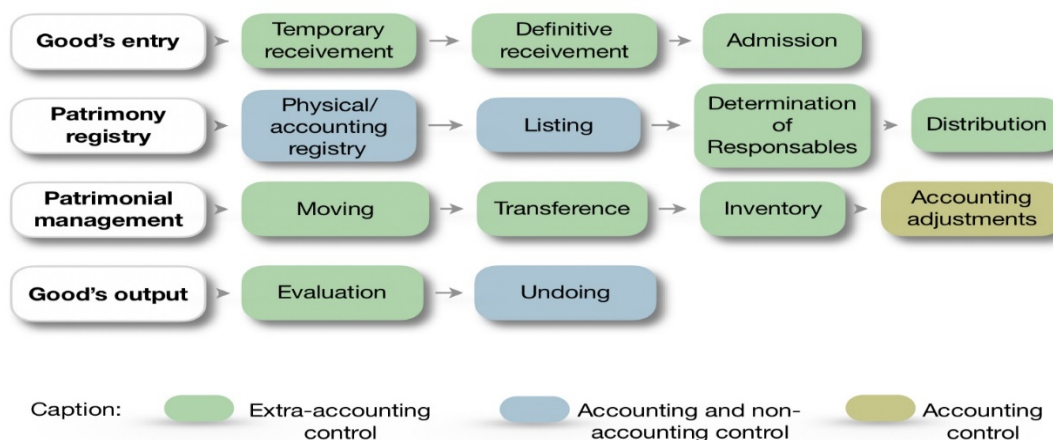 Good's entry
Temporary
receivement
Definitive
receivement
Admission
Patrimony
registry
Physical/
accounting
registry
Listing
Determination
of
Responsables
Distribution
Patrimonial
management
Moving
Transference
Inventory
Accounting
adjustments
Good's output
Evaluation
Undoing
Caption:
Extra-accounting
control
Accounting and non-
accounting control
Accounting
control